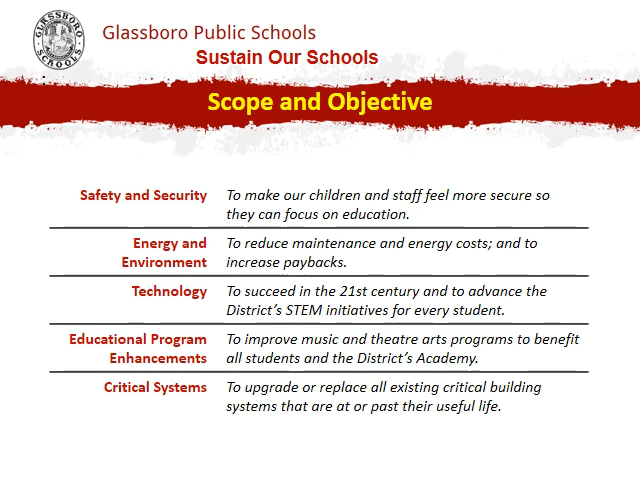 GLASSBORO
SCHOOLS
Glassboro Public Schools
Sustain Our Schools
Scope and Objective
Safety and Security
To make our children and staff feel more secure so
they can focus on education.
Energy and
Environment
To reduce maintenance and energy costs; and to
increase paybacks.
Technology
To succeed in the 21st century and to advance the
District's STEM initiatives for every student.
Educational Program
Enhancements
To improve music and theatre arts programs to benefit
all students and the District's Academy.
Critical Systems
To upgrade or replace all existing critical building
systems that are at or past their useful life.